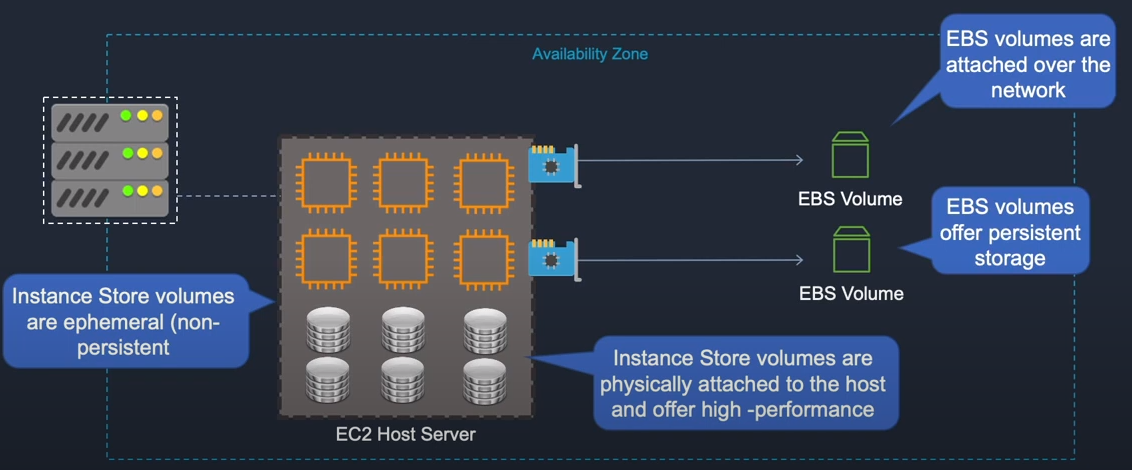 Availability Zone
EBS volumes are
attached over the
network
EBS Volume
EBS volumes
offer persistent
storage
EBS Volume
Instance Store volumes
are ephemeral (non-
persistent
Instance Store volumes are
physically attached to the host
and offer high -performance
EC2 Host Server